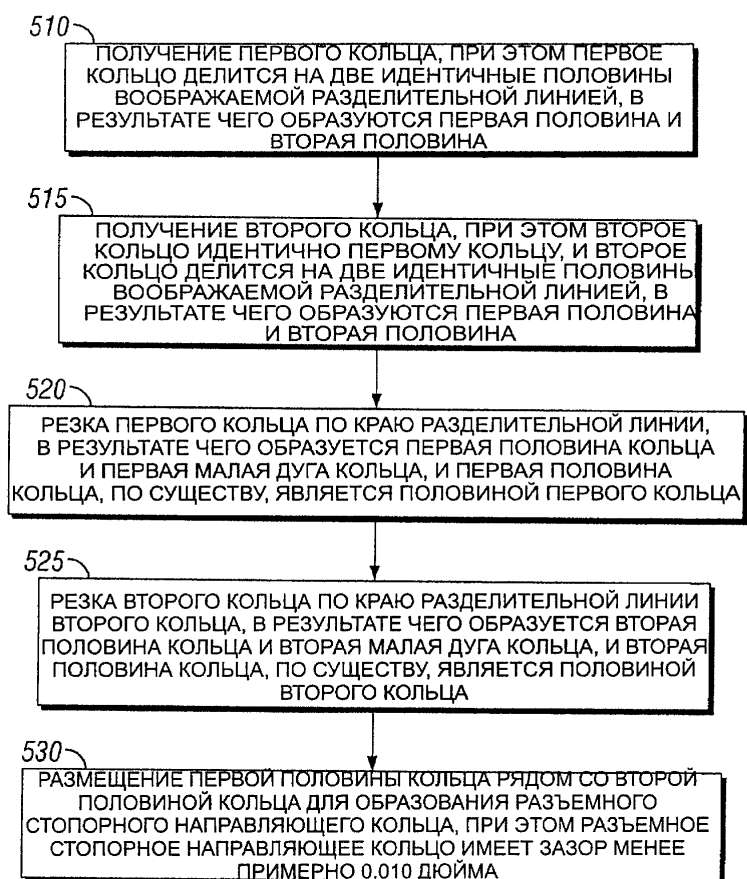 510
ПОЛУЧЕНИЕ ПЕРВОГО КОЛЬЦА, ПРИ ЭТОМ ПЕРВОЕ
КОЛЬЦО ДЕЛИТСЯ НА ДВЕ ИДЕНТИЧНЫЕ ПОЛОВИНЫ
ВООБРАЖАЕМОЙ РАЗДЕЛИТЕЛЬНОЙ ЛИНИЕЙ, В
РЕЗУЛЬТАТЕ ЧЕГО ОБРАЗУЮТСЯ ПЕРВАЯ ПОЛОВИНА И
ВТОРАЯ ПОЛОВИНА
515
ПОЛУЧЕНИЕ ВТОРОГО КОЛЬЦА, ПРИ ЭТОМ ВТОРОЕ
КОЛЬЦО ИДЕНТИЧНО ПЕРВОМУ КОЛЬЦУ, И ВТОРОЕ
КОЛЬЦО ДЕЛИТСЯ НА ДВЕ ИДЕНТИЧНЫЕ ПОЛОВИНЫ
ВООБРАЖАЕМОЙ РАЗДЕЛИТЕЛЬНОЙ ЛИНИЕЙ, В
РЕЗУЛЬТАТЕ ЧЕГО ОБРАЗУЮТСЯ ПЕРВАЯ ПОЛОВИНА
И ВТОРАЯ ПОЛОВИНА
520
РЕЗКА ПЕРВОГО КОЛЬЦА ПО КРАЮ РАЗДЕЛИТЕЛЬНОЙ ЛИНИИ,
В РЕЗУЛЬТАТЕ ЧЕГО ОБРАЗУЕТСЯ ПЕРВАЯ ПОЛОВИНА КОЛЬЦА
И ПЕРВАЯ МАЛАЯ ДУГА КОЛЬЦА, И ПЕРВАЯ ПОЛОВИНА
КОЛЬЦА, ПО СУЩЕСТВУ, ЯВЛЯЕТСЯ ПОЛОВИНОЙ ПЕРВОГО КОЛЬЦА
525
РЕЗКА ВТОРОГО КОЛЬЦА ПО КРАЮ РАЗДЕЛИТЕЛЬНОЙ ЛИНИИ
ВТОРОГО КОЛЬЦА, В РЕЗУЛЬТАТЕ ЧЕГО ОБРАЗУЕТСЯ ВТОРАЯ
ПОЛОВИНА КОЛЬЦА И ВТОРАЯ МАЛАЯ ДУГА КОЛЬЦА, И ВТОРАЯ
ПОЛОВИНА КОЛЬЦА, ПО СУЩЕСТВУ, ЯВЛЯЕТСЯ ПОЛОВИНОЙ
ВТОРОГО КОЛЬЦА
530
РАЗМЕЩЕНИЕ ПЕРВОЙ ПОЛОВИНЫ КОЛЬЦА РЯДОМ СО ВТОРОЙ
ПОЛОВИНОЙ КОЛЬЦА ДЛЯ ОБРАЗОВАНИЯ РАЗЪЕМНОГО
СТОПОРНОГО НАПРАВЛЯЮЩЕГО КОЛЬЦА, ПРИ ЭТОМ РАЗЪЕМНОЕ
СТОПОРНОЕ НАПРАВЛЯЮЩЕЕ КОЛЬЦО ИМЕЕТ ЗАЗОР МЕНЕЕ
ПРИМЕРНО 0.010 ДЮЙМА